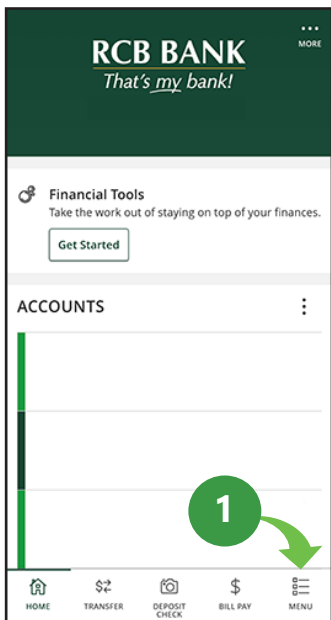 MORE
RCB BANK
That's my bank!
Financial Tools
Take the work out of staying on top of your finances.
Get Started
ACCOUNTS
1
HOME TRANSFER DEPOSIT CHECK BILL PAY MENU